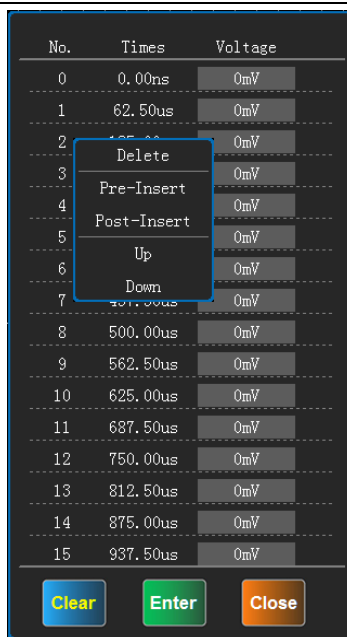 No. Times Voltage
0 0.00ns 0mV
1 62.50us 0mV
2 0mV
3 0mV
4 0mV
5 0mV
6 0mV
7 0mV
Delete
Pre-Insert
Post-Insert
Up
Down
8 500.00us 0mV
9 562.50us 0mV
10 625.00us 0mV
11 687.50us 0mV
12 750.00us 0mV
13 812.50us 0mV
14 875.00us 0mV
15 937.50us 0mV
Clear Enter Close